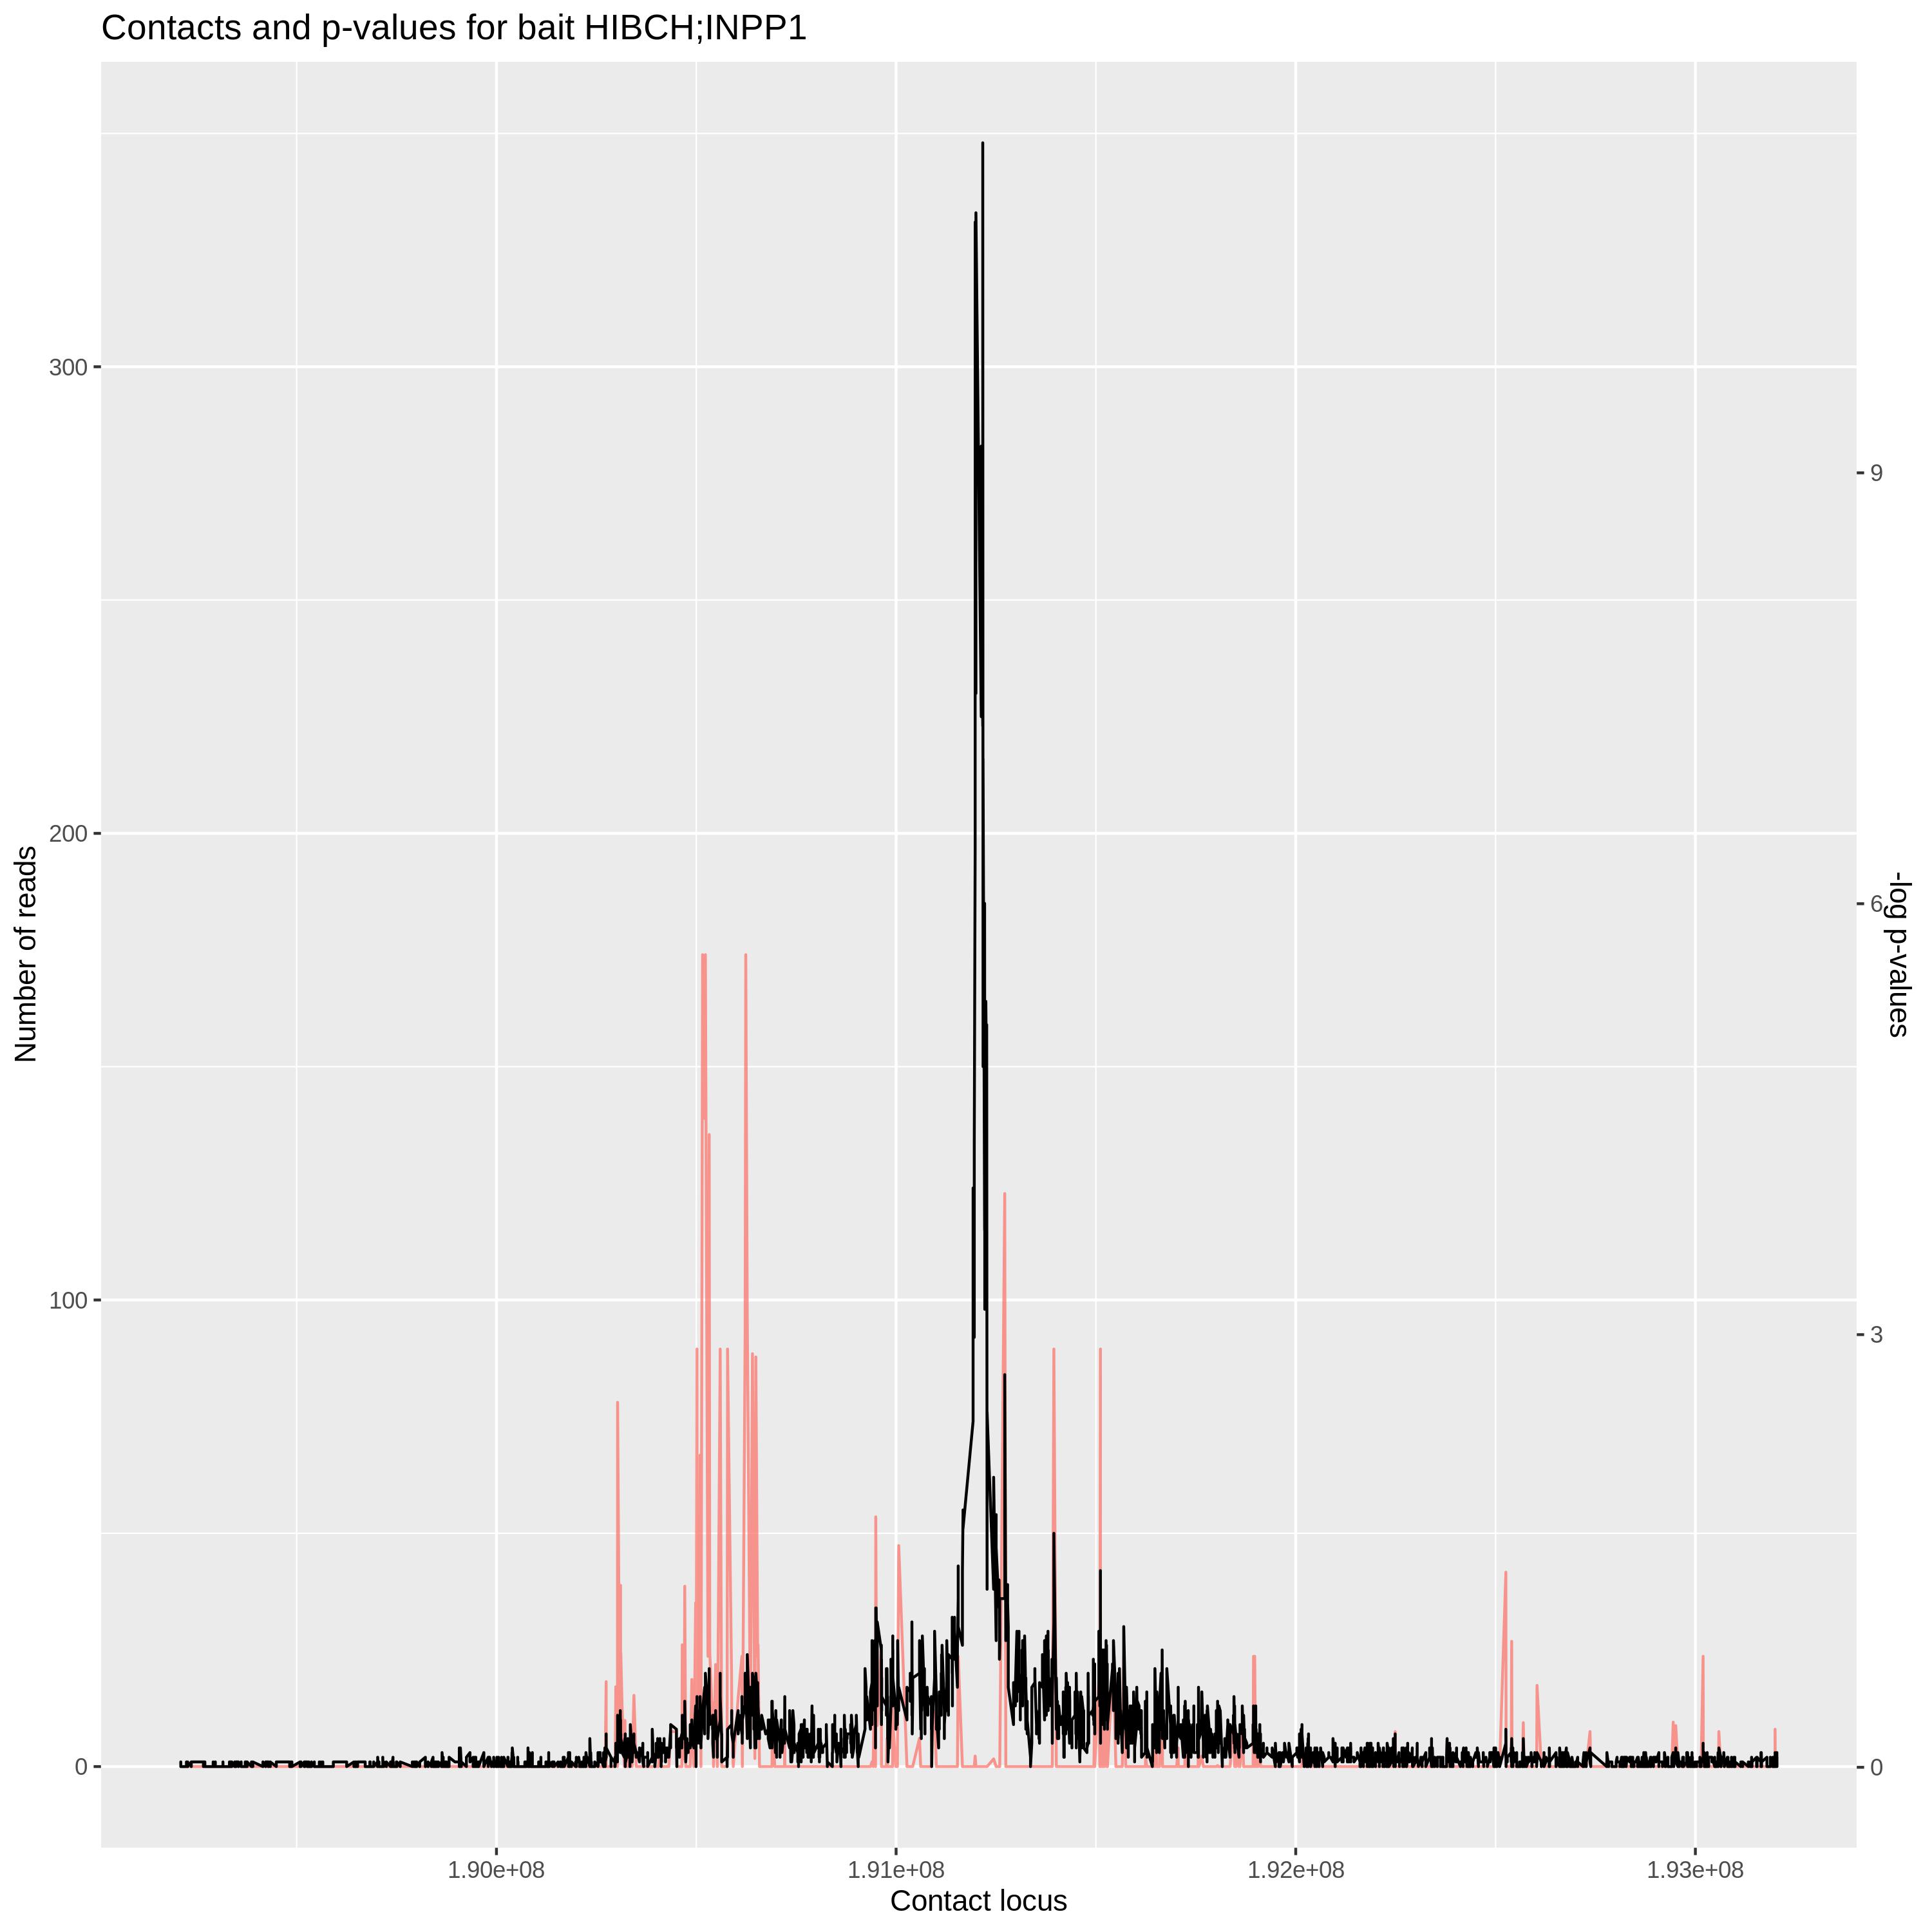 Contacts and p-values for bait HIBCH;INPP1
300
200
100
0
Number of reads
9
6
3
0
-log p-values
1.90e+08
1.91e+08
1.92e+08
1.93e+08
Contact locus